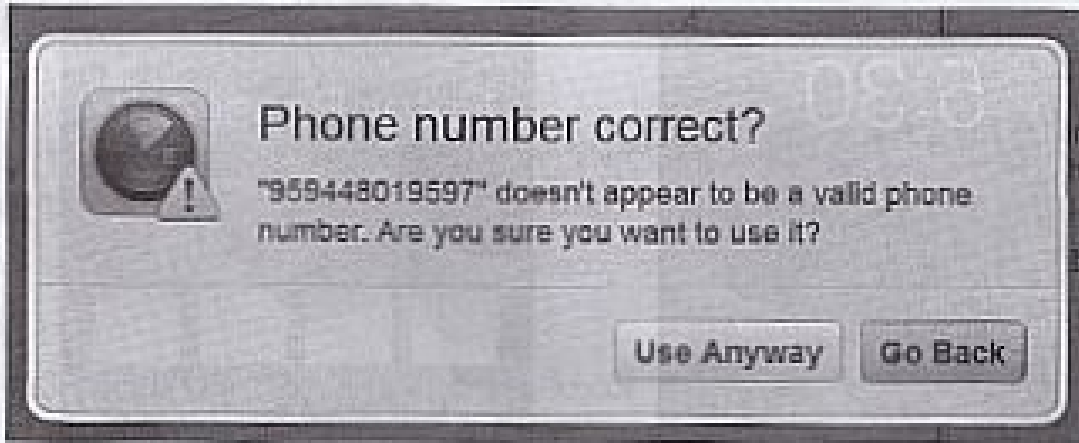 Phone number correct?
"959448019597" doesn't appear to be a valid phone
number. Are you sure you want to use it?
Use Anyway
Go Back